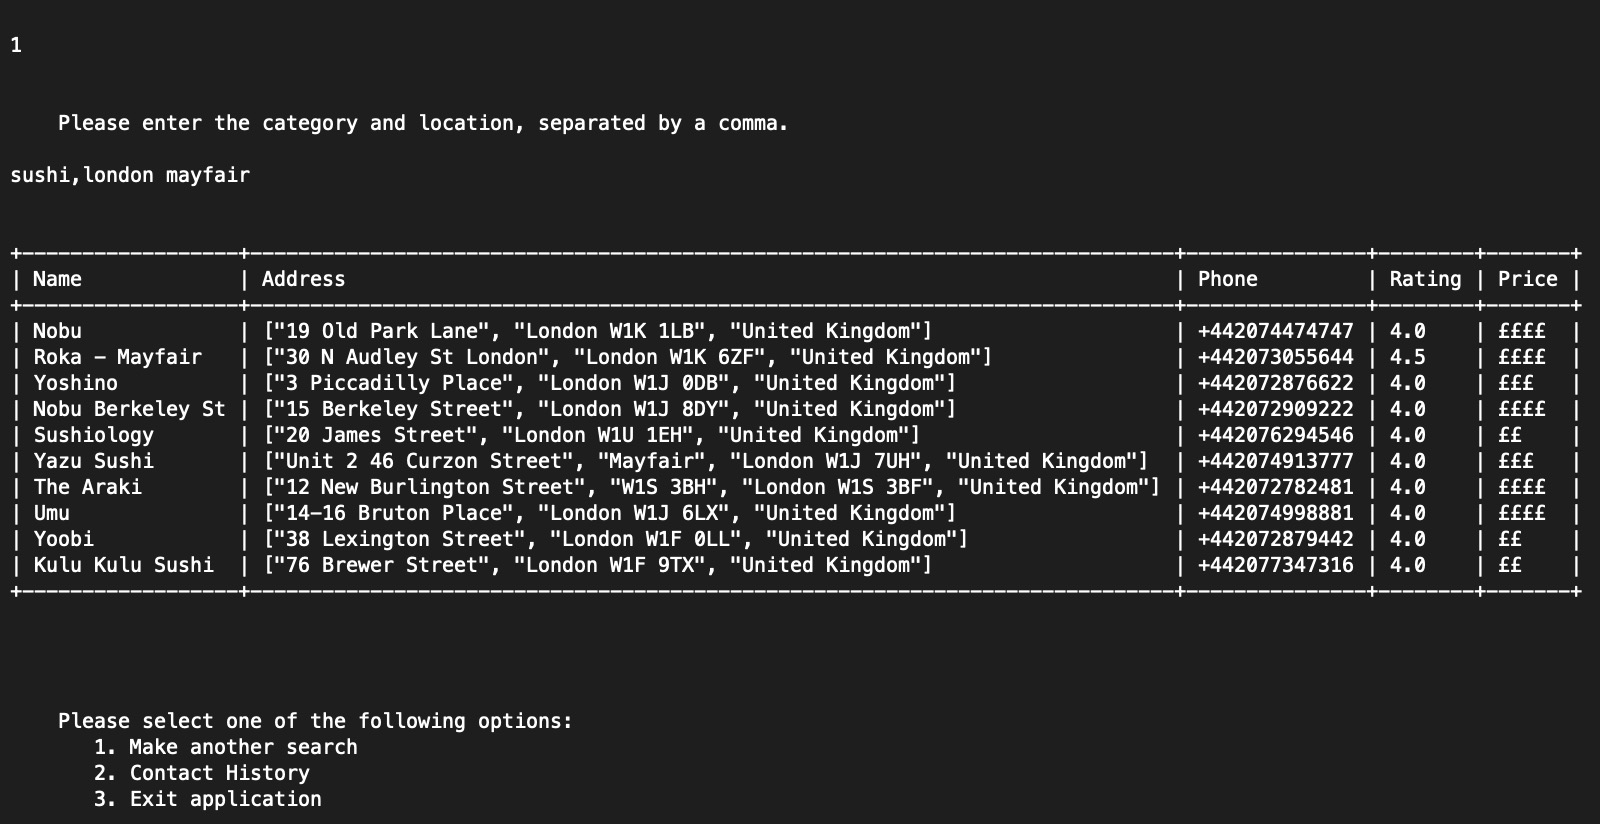 1
Please enter the category and location, separated by a comma.
sushi,london mayfair
+------------------+-----------------------------------------------------------------------------+---------------+--------+-------+
| Name             | Address                                                                     | Phone         | Rating | Price |
+------------------+-----------------------------------------------------------------------------+---------------+--------+-------+
| Nobu             | ["19 Old Park Lane", "London W1K 1LB", "United Kingdom"]                    | +442074474747 | 4.0    | ££££  |
| Roka - Mayfair   | ["30 N Audley St London", "London W1K 6ZF", "United Kingdom"]               | +442073055644 | 4.5    | ££££  |
| Yoshino          | ["3 Piccadilly Place", "London W1J 0DB", "United Kingdom"]                  | +442072876622 | 4.0    | £££   |
| Nobu Berkeley St | ["15 Berkeley Street", "London W1J 8DY", "United Kingdom"]                  | +442072909222 | 4.0    | ££££  |
| Sushiology       | ["20 James Street", "London W1U 1EH", "United Kingdom"]                     | +442076294546 | 4.0    | ££    |
| Yazu Sushi       | ["Unit 2 46 Curzon Street", "Mayfair", "London W1J 7UH", "United Kingdom"]  | +442074913777 | 4.0    | £££   |
| The Araki        | ["12 New Burlington Street", "W1S 3BH", "London W1S 3BF", "United Kingdom"] | +442072782481 | 4.0    | ££££  |
| Umu              | ["14-16 Bruton Place", "London W1J 6LX", "United Kingdom"]                  | +442074998881 | 4.0    | ££££  |
| Yoobi            | ["38 Lexington Street", "London W1F 0LL", "United Kingdom"]                 | +442072879442 | 4.0    | ££    |
| Kulu Kulu Sushi  | ["76 Brewer Street", "London W1F 9TX", "United Kingdom"]                    | +442077347316 | 4.0    | ££    |
+------------------+-----------------------------------------------------------------------------+---------------+--------+-------+
Please select one of the following options:
1. Make another search
2. Contact History
3. Exit application